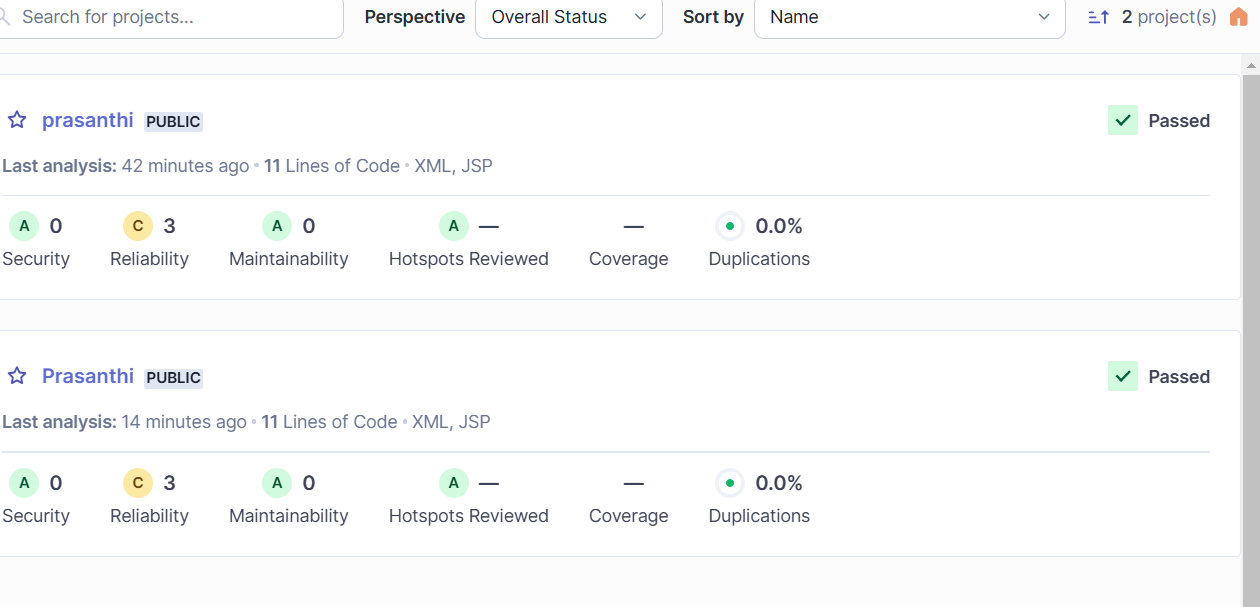 Search for projects... Perspective Overall Status Sort by Name 2 project(s)
prasanthi PUBLIC Passed
Last analysis: 42 minutes ago • 11 Lines of Code • XML, JSP
A 0 C 3 A 0 A — — 0.0%
Security Reliability Maintainability Hotspots Reviewed Coverage Duplications
Prasanthi PUBLIC Passed
Last analysis: 14 minutes ago • 11 Lines of Code • XML, JSP
A 0 C 3 A 0 A — — 0.0%
Security Reliability Maintainability Hotspots Reviewed Coverage Duplications